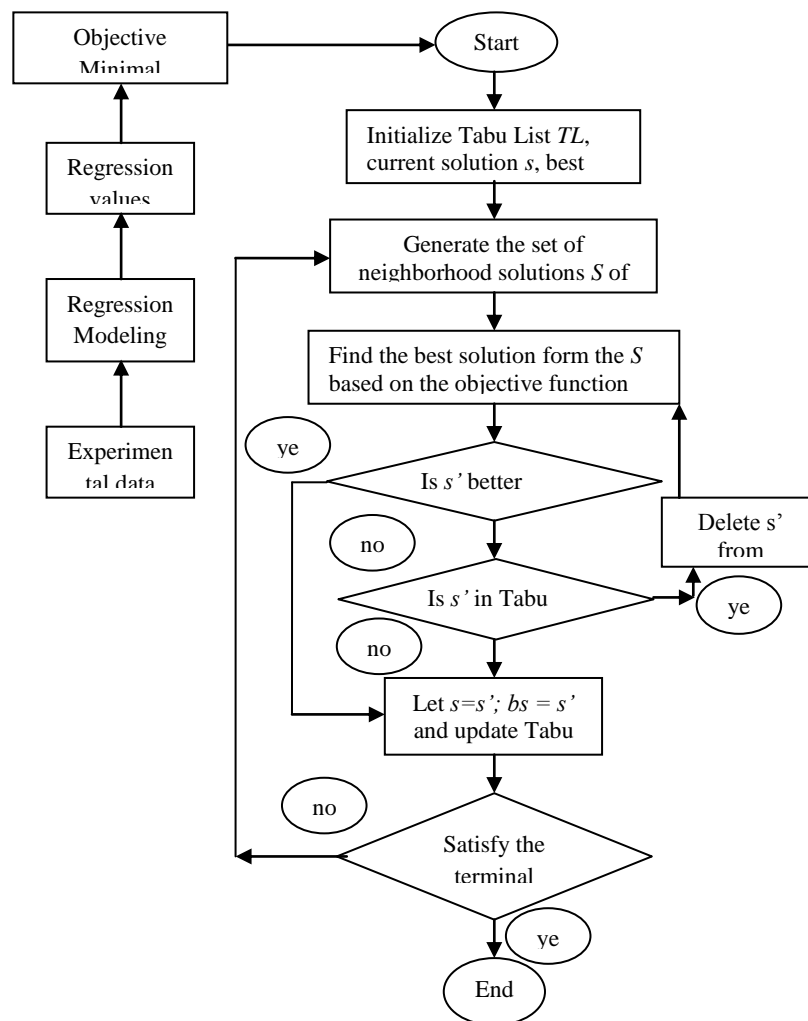 Objective
Minimal
Start
Initialize Tabu List TL,
current solution s, best
Regression
values
Generate the set of
neighborhood solutions S of
Regression
Modeling
Find the best solution form the S
based on the objective function
Experimen
tal data
ye
Is s’ better
Delete s’
from
no
Is s’ in Tabu
ye
no
Let s=s’; bs = s’
and update Tabu
no
Satisfy the
terminal
ye
End